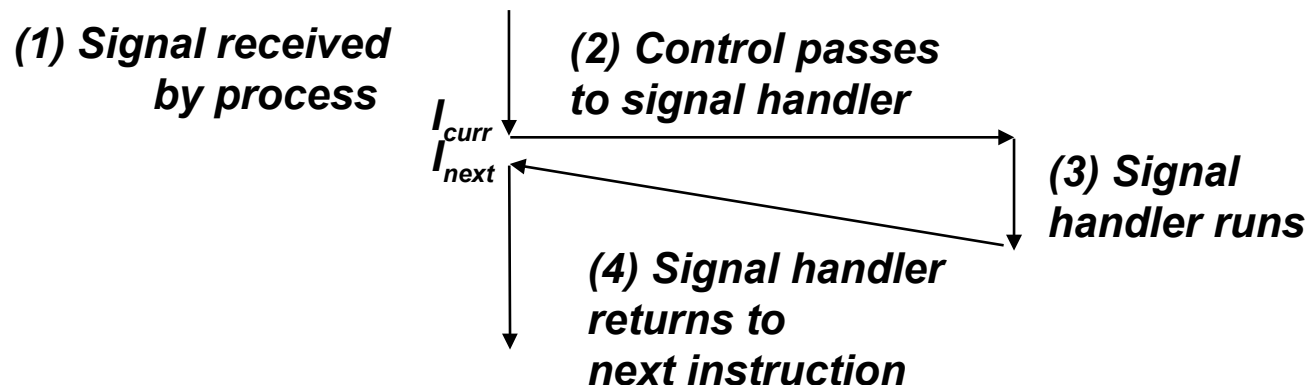 (1) Signal received
by process
(2) Control passes
to signal handler
Icurr
Inext
(3) Signal
handler runs
(4) Signal handler
returns to
next instruction